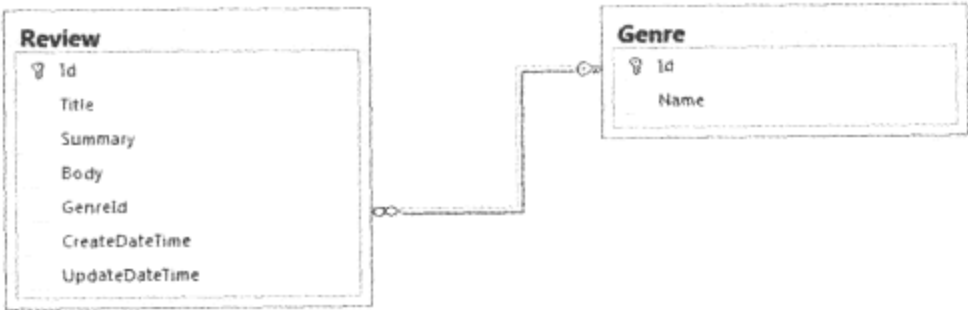 Review
Id
Title
Summary
Body
GenreId
CreateDateTime
UpdateDateTime
Genre
Id
Name